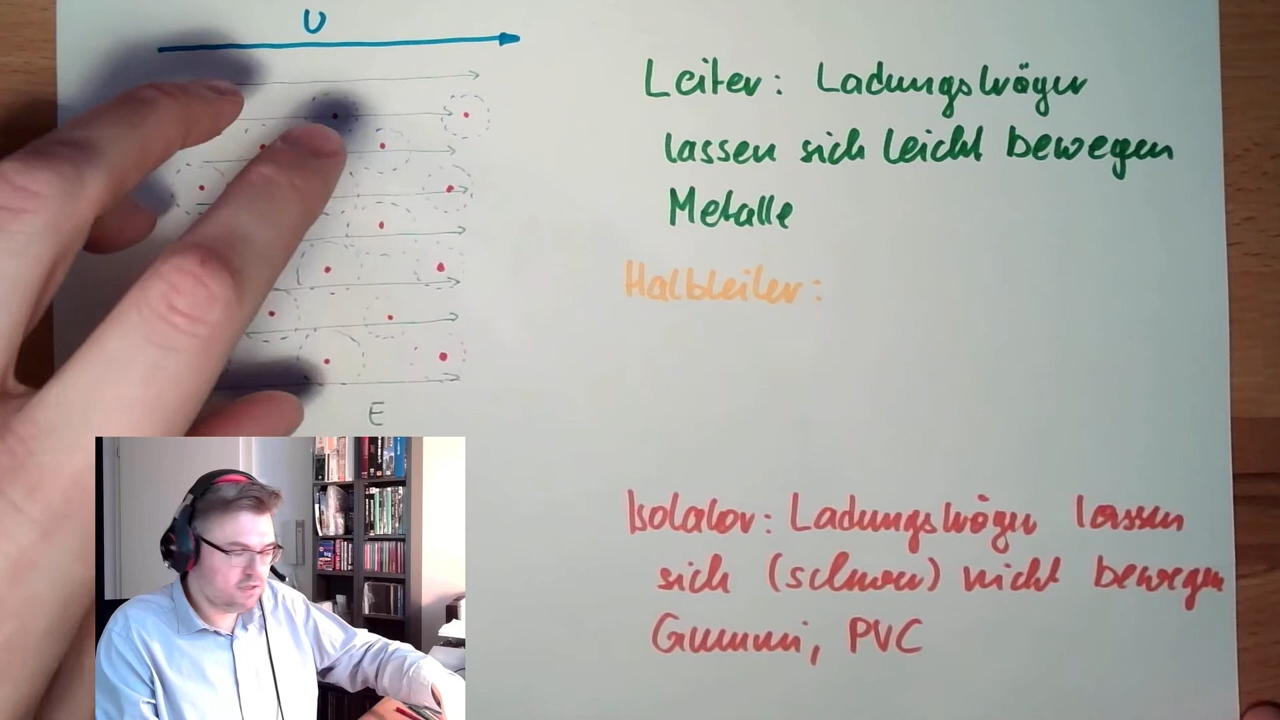 U
Leiter: Ladungsträger
lassen sich leicht bewegen
Metalle
Halbleiter:
E
Isolator: Ladungsträger lassen
sich (schwer) nicht bewegen
Gummi, PVC